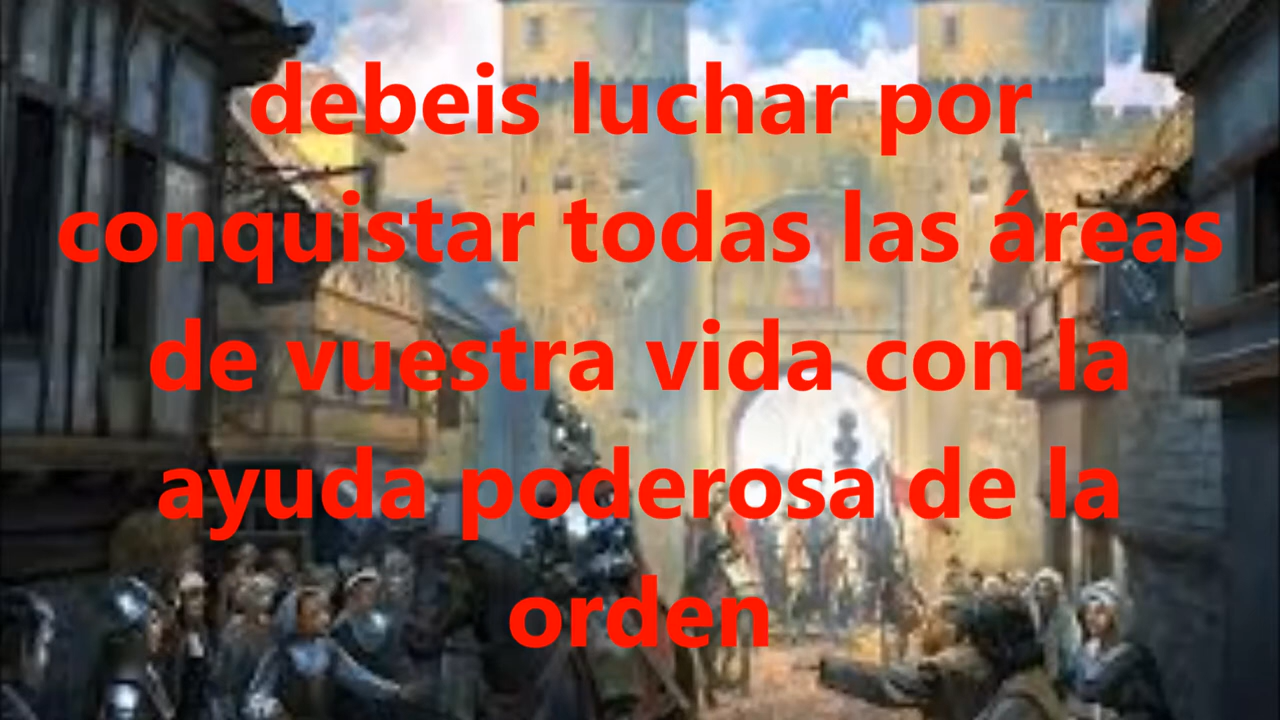 debeis luchar por
conquistar todas las áreas
de vuestra vida con la
ayuda poderosa de la
orden